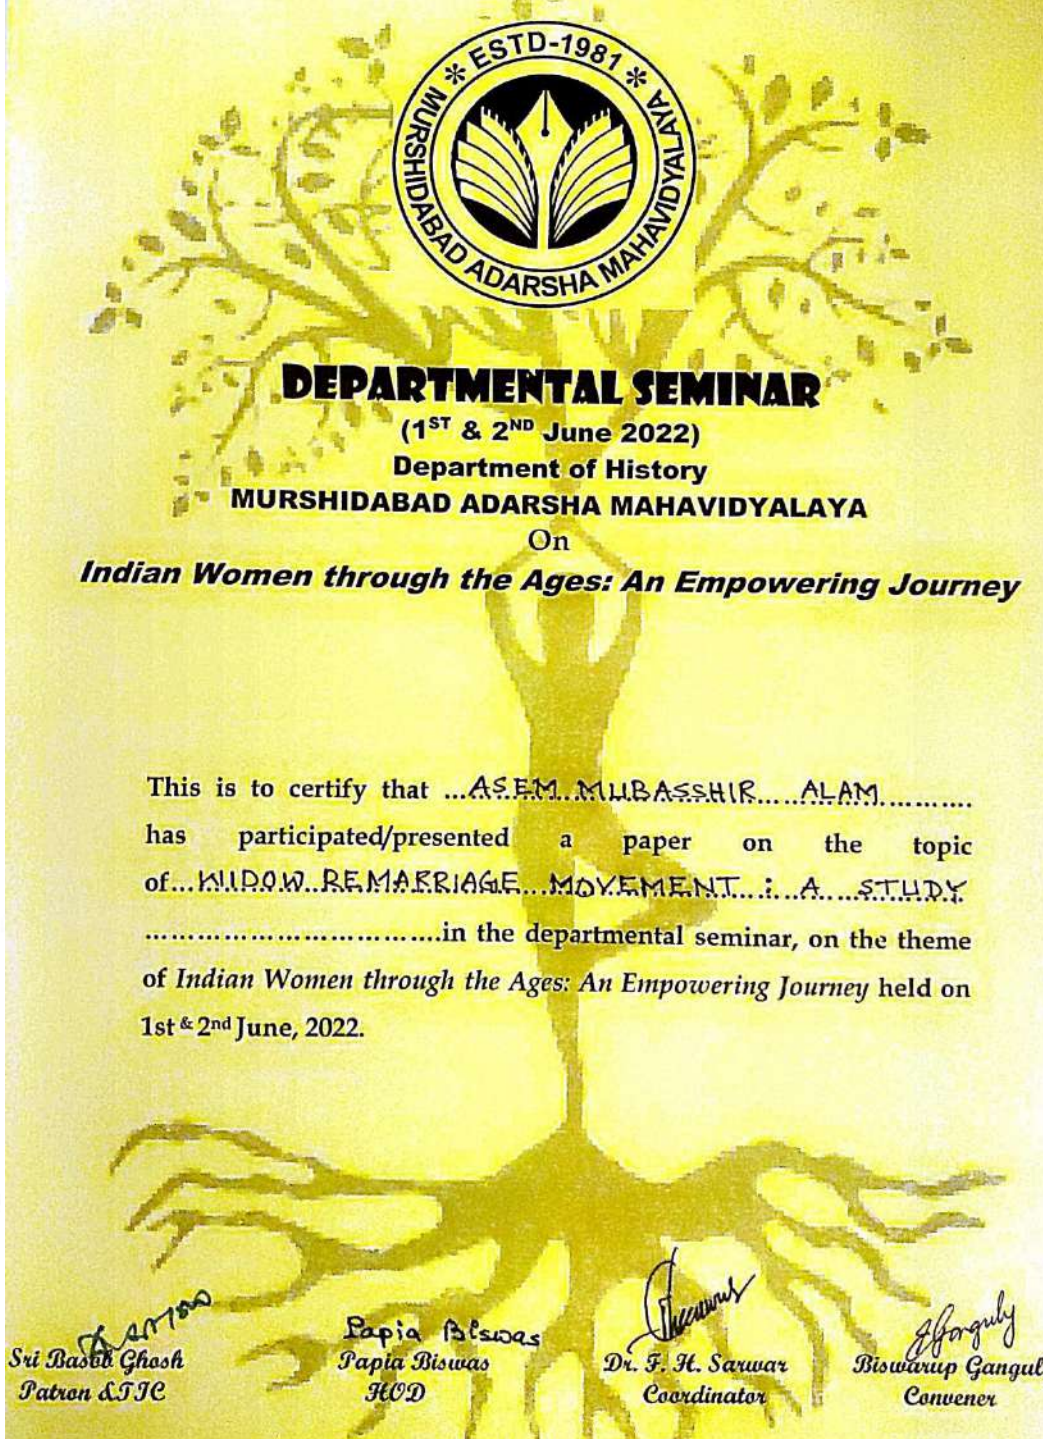 * ESTD-1981 *
MURSHIDABAD ADARSHA MAHAVIDYALAYA
DEPARTMENTAL SEMINAR
(1ST & 2ND June 2022)
Department of History
MURSHIDABAD ADARSHA MAHAVIDYALAYA
On
Indian Women through the Ages: An Empowering Journey
This is to certify that ...ASEM MUBASSHIR ALAM...
has participated/presented a paper on the topic
of...WIDOW REMARRIAGE MOVEMENT : A STUDY
...in the departmental seminar, on the theme
of Indian Women through the Ages: An Empowering Journey held on
1st & 2nd June, 2022.
Papia Biswas
Sri Basab Ghosh Papia Biswas Dr. F. H. Sarwar Biswarup Gangul
Patron & TIC HOD Coordinator Convener